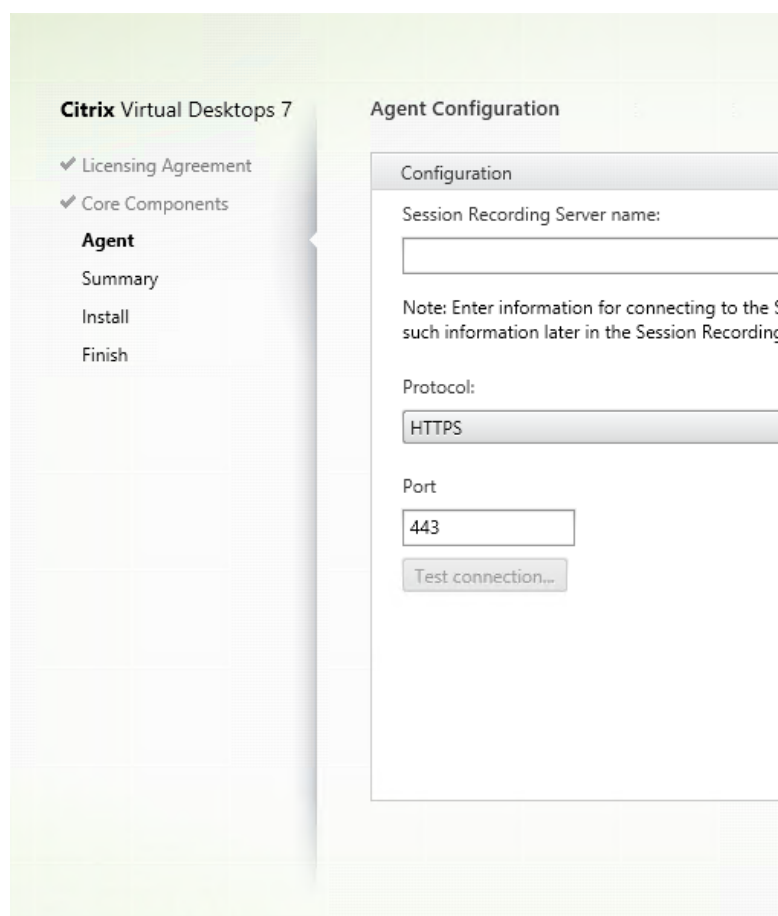 Citrix Virtual Desktops 7
Licensing Agreement
Core Components
Agent
Summary
Install
Finish
Agent Configuration
Configuration
Session Recording Server name:
Note: Enter information for connecting to the
such information later in the Session Recording
Protocol:
HTTPS
Port
443
Test connection...